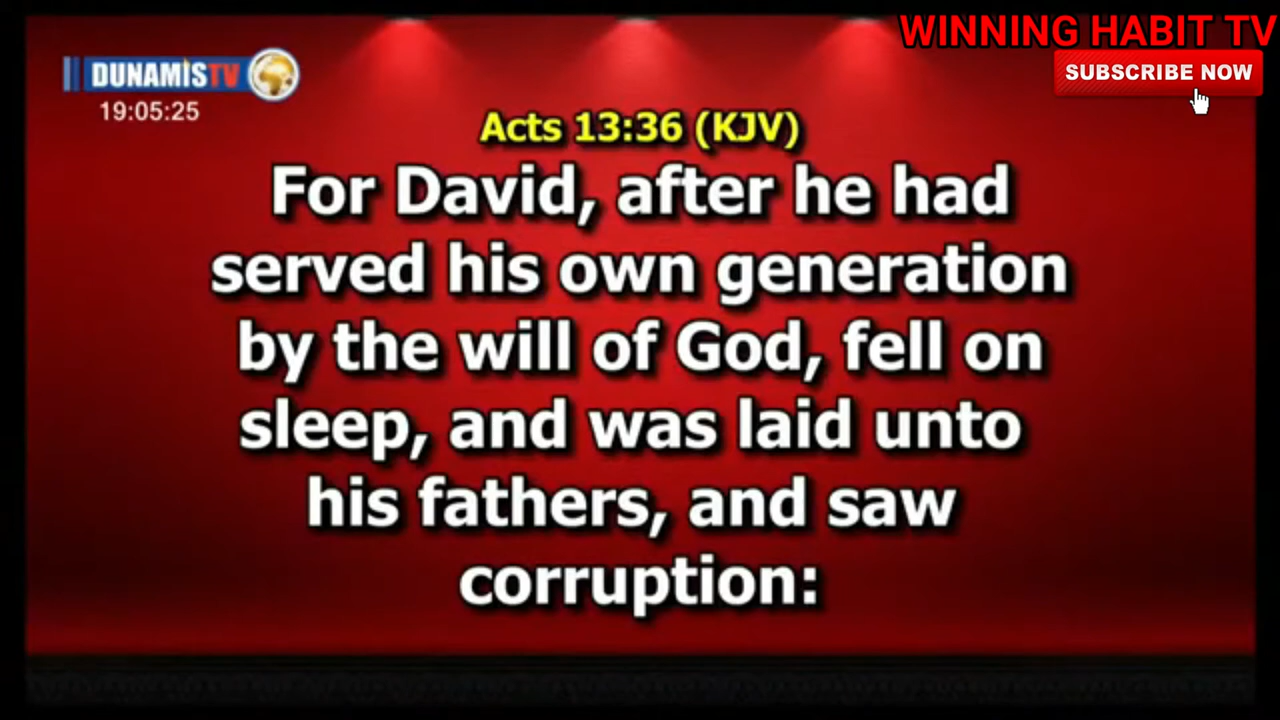 WINNING HABIT TV
DUNAMIS TV
SUBSCRIBE NOW
19:05:25
Acts 13:36 (KJV)
For David, after he had
served his own generation
by the will of God, fell on
sleep, and was laid unto
his fathers, and saw
corruption: